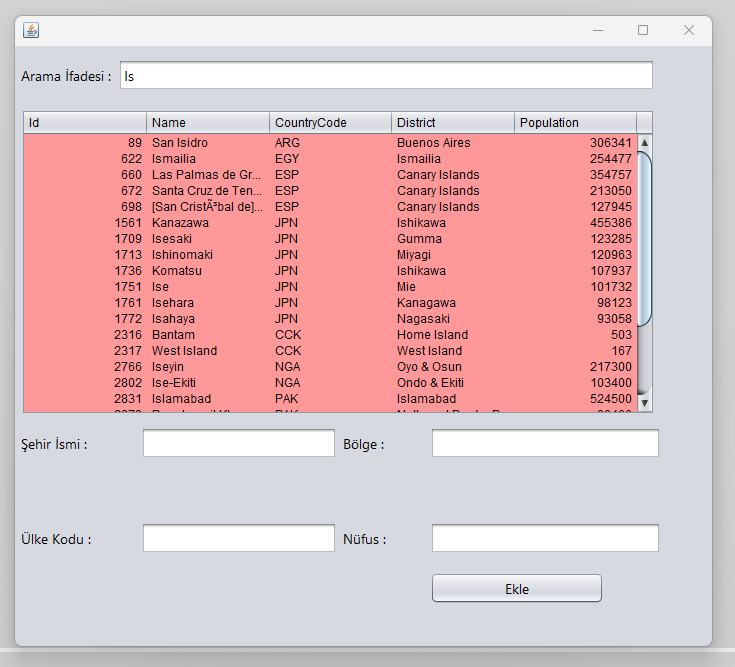 Arama İfadesi : Is
Id Name CountryCode District Population
89 San Isidro ARG Buenos Aires 306341
622 Ismailia EGY Ismailia 254477
660 Las Palmas de Gr... ESP Canary Islands 354757
672 Santa Cruz de Ten... ESP Canary Islands 213050
698 [San CristÃ³bal de]... ESP Canary Islands 127945
1561 Kanazawa JPN Ishikawa 455386
1709 Isesaki JPN Gumma 123285
1713 Ishinomaki JPN Miyagi 120963
1736 Komatsu JPN Ishikawa 107937
1751 Ise JPN Mie 101732
1761 Isehara JPN Kanagawa 98123
1772 Isahaya JPN Nagasaki 93058
2316 Bantam CCK Home Island 503
2317 West Island CCK West Island 167
2766 Iseyin NGA Oyo & Osun 217300
2802 Ise-Ekiti NGA Ondo & Ekiti 103400
2831 Islamabad PAK Islamabad 524500
Şehir İsmi : Bölge :
Ülke Kodu : Nüfus :
Ekle